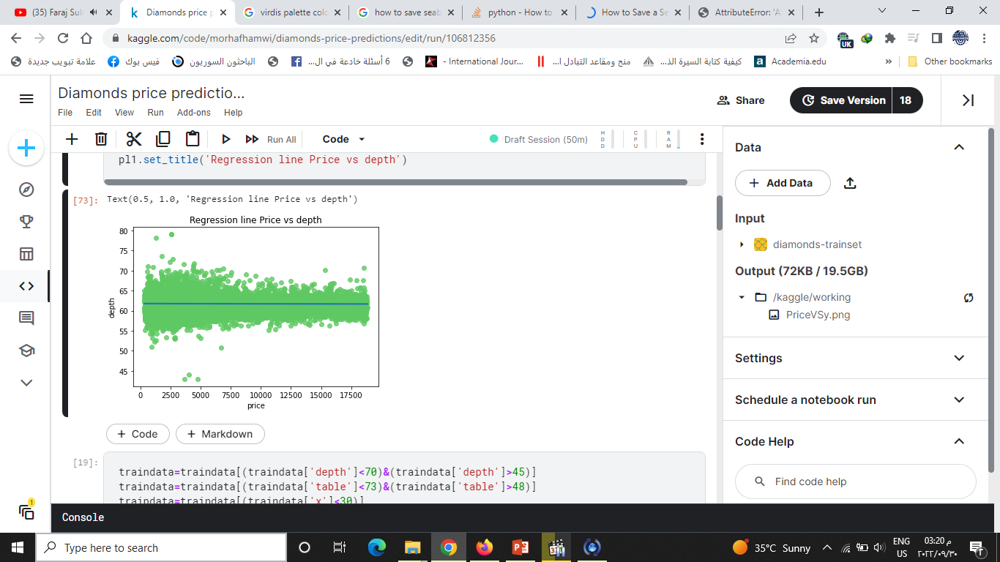 (35) Faraj Sul
Diamonds price p
virdis palette colo
how to save seab
python - How to
How to Save a Se
AttributeError: 'A
kaggle.com/code/morhafhamwi/diamonds-price-predictions/edit/run/106812356
UK
علامة تبويب جديدة
فيس بوك
الباحثون السوريون
6 أسئلة خادعة في ال...
- International Jour...
منح ومقاعد التبادل ا...
كيفية كتابة السيرة الذ...
Academia.edu
»
Other bookmarks
Diamonds price predictio...
File Edit View Run Add-ons Help
Share
Save Version 18
Run All
Code
Draft Session (50m)
HDD
CPU
RAM
pl1.set_title('Regression line Price vs depth')
[73]: Text(0.5, 1.0, 'Regression line Price vs depth')
Regression line Price vs depth
80
75
70
65
60
55
50
45
depth
0 2500 5000 7500 10000 12500 15000 17500
price
+ Code
+ Markdown
[19]:
traindata=traindata[(traindata['depth']<70)&(traindata['depth']>45)]
traindata=traindata[(traindata['table']<73)&(traindata['table']>48)]
traindata=traindata[(traindata['x']<30)]
Console
Data
+ Add Data
Input
diamonds-trainset
Output (72KB / 19.5GB)
/kaggle/working
PriceVSy.png
Settings
Schedule a notebook run
Code Help
Find code help
1
Type here to search
35°C Sunny
ENG
US
03:20 م
٢٠٢٢/٠٩/٣٠